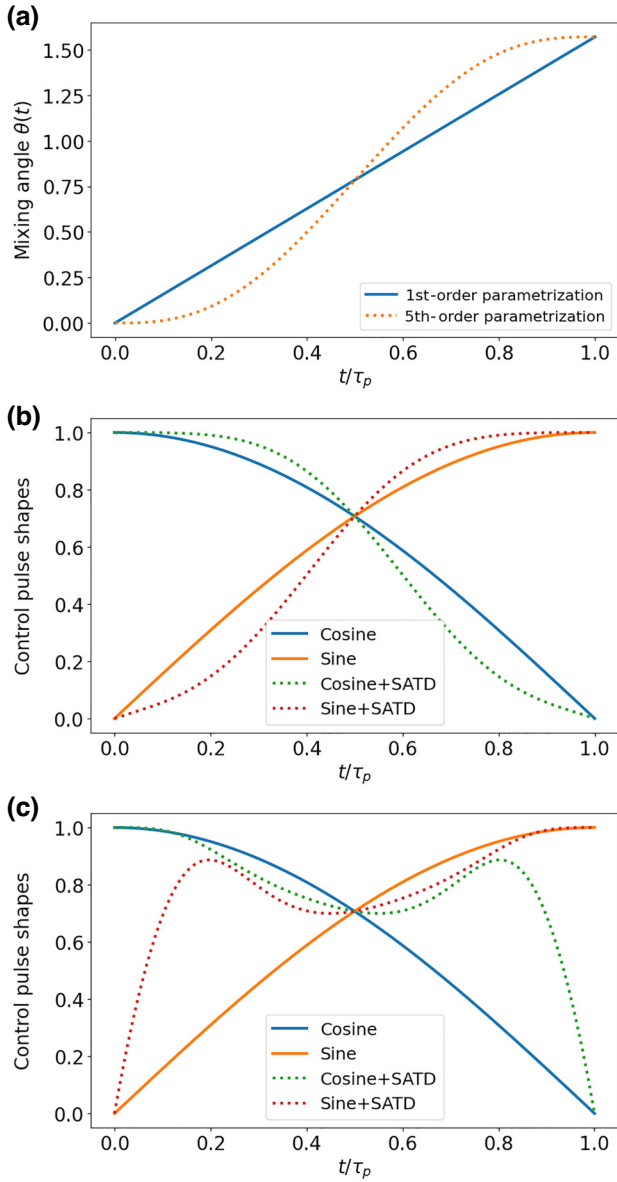 (a)
1.50
1.25
1.00
0.75
0.50
0.25
0.00
Mixing angle θ(t)
1st-order parametrization
5th-order parametrization
0.0 0.2 0.4 0.6 0.8 1.0
t/τp
(b)
1.0
0.8
0.6
0.4
0.2
0.0
Control pulse shapes
Cosine
Sine
Cosine+SATD
Sine+SATD
0.0 0.2 0.4 0.6 0.8 1.0
t/τp
(c)
1.0
0.8
0.6
0.4
0.2
0.0
Control pulse shapes
Cosine
Sine
Cosine+SATD
Sine+SATD
0.0 0.2 0.4 0.6 0.8 1.0
t/τp